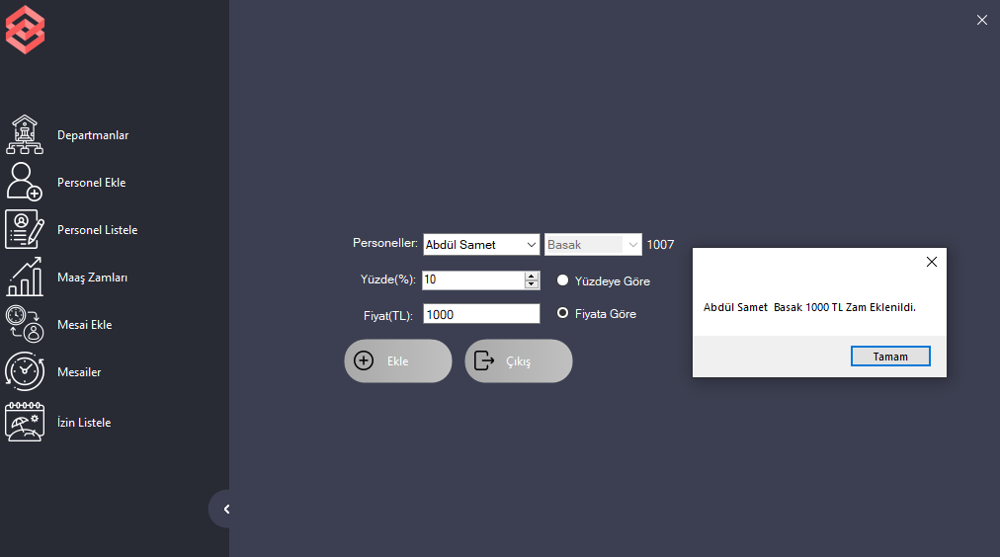 Departmanlar
Personel Ekle
Personel Listele
Maaş Zamları
Mesai Ekle
Mesailer
İzin Listele
Personeller: Abdül Samet Basak 1007
Yüzde(%): 10 Yüzdeye Göre
Fiyat(TL): 1000 Fiyata Göre
Ekle Çıkış
Abdül Samet  Basak 1000 TL Zam Eklenildi.
Tamam